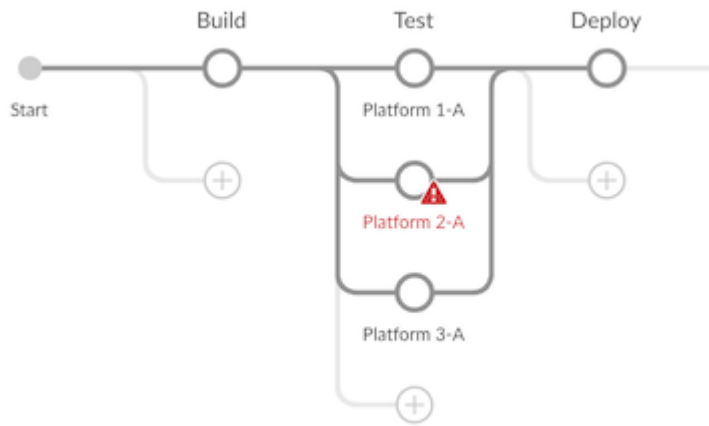 Build
Test
Deploy
Start
Platform 1-A
Platform 2-A
Platform 3-A